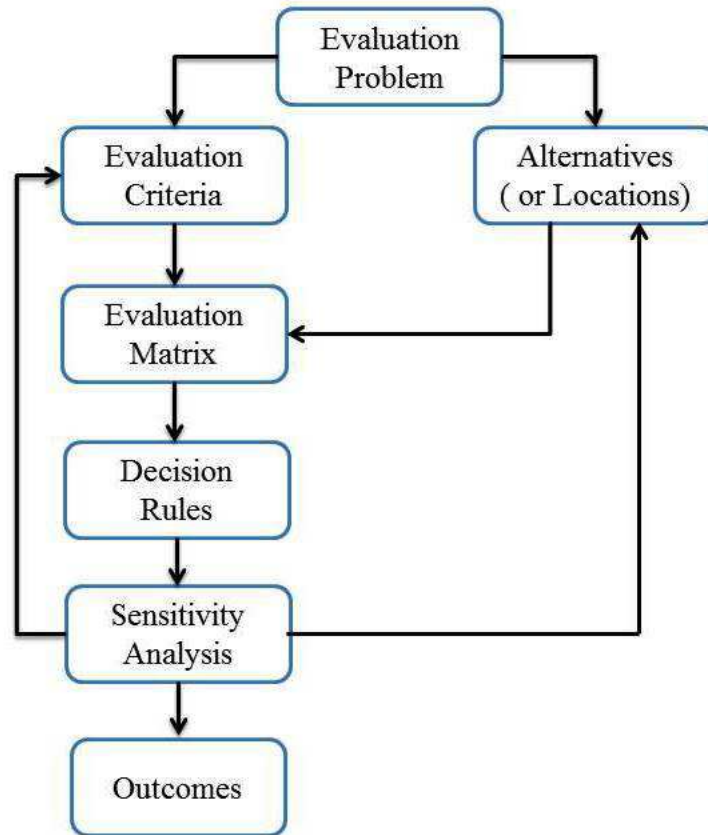 Evaluation
Problem
Evaluation
Criteria
Alternatives
( or Locations)
Evaluation
Matrix
Decision
Rules
Sensitivity
Analysis
Outcomes